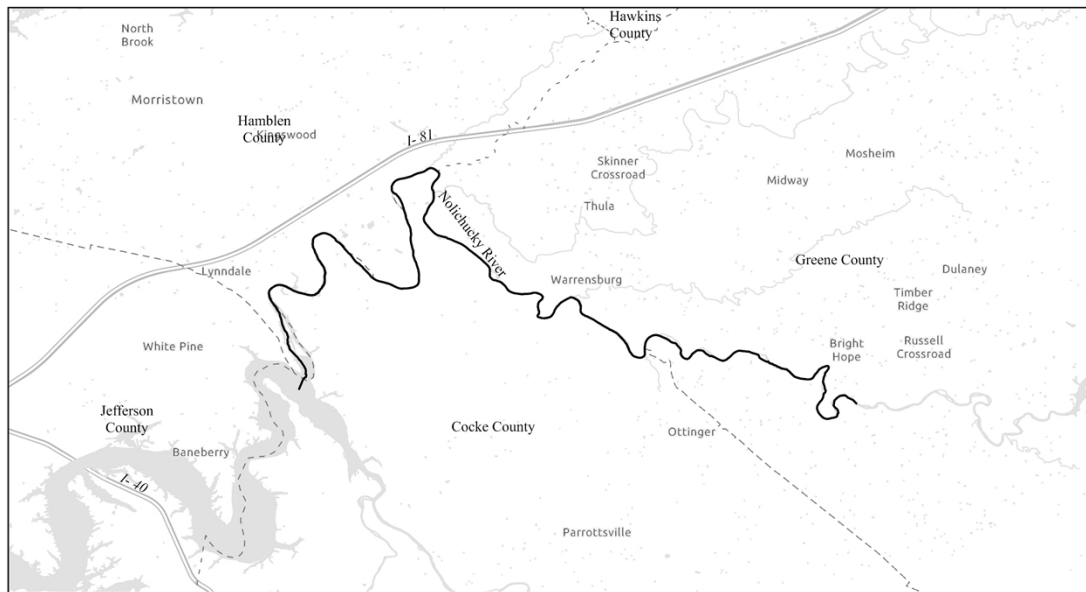 Hawkins
County
North
Brook
Morristown
Hamblen
County
Kingswood
I- 81
Skinner
Crossroad
Mosheim
Midway
Thula
Nolichucky River
Greene County
Lynndale
Warrensburg
Dulaney
Timber
Ridge
White Pine
Bright
Hope
Russell
Crossroad
Jefferson
County
Cocke County
Ottinger
Baneberry
I- 40
Parrottsville